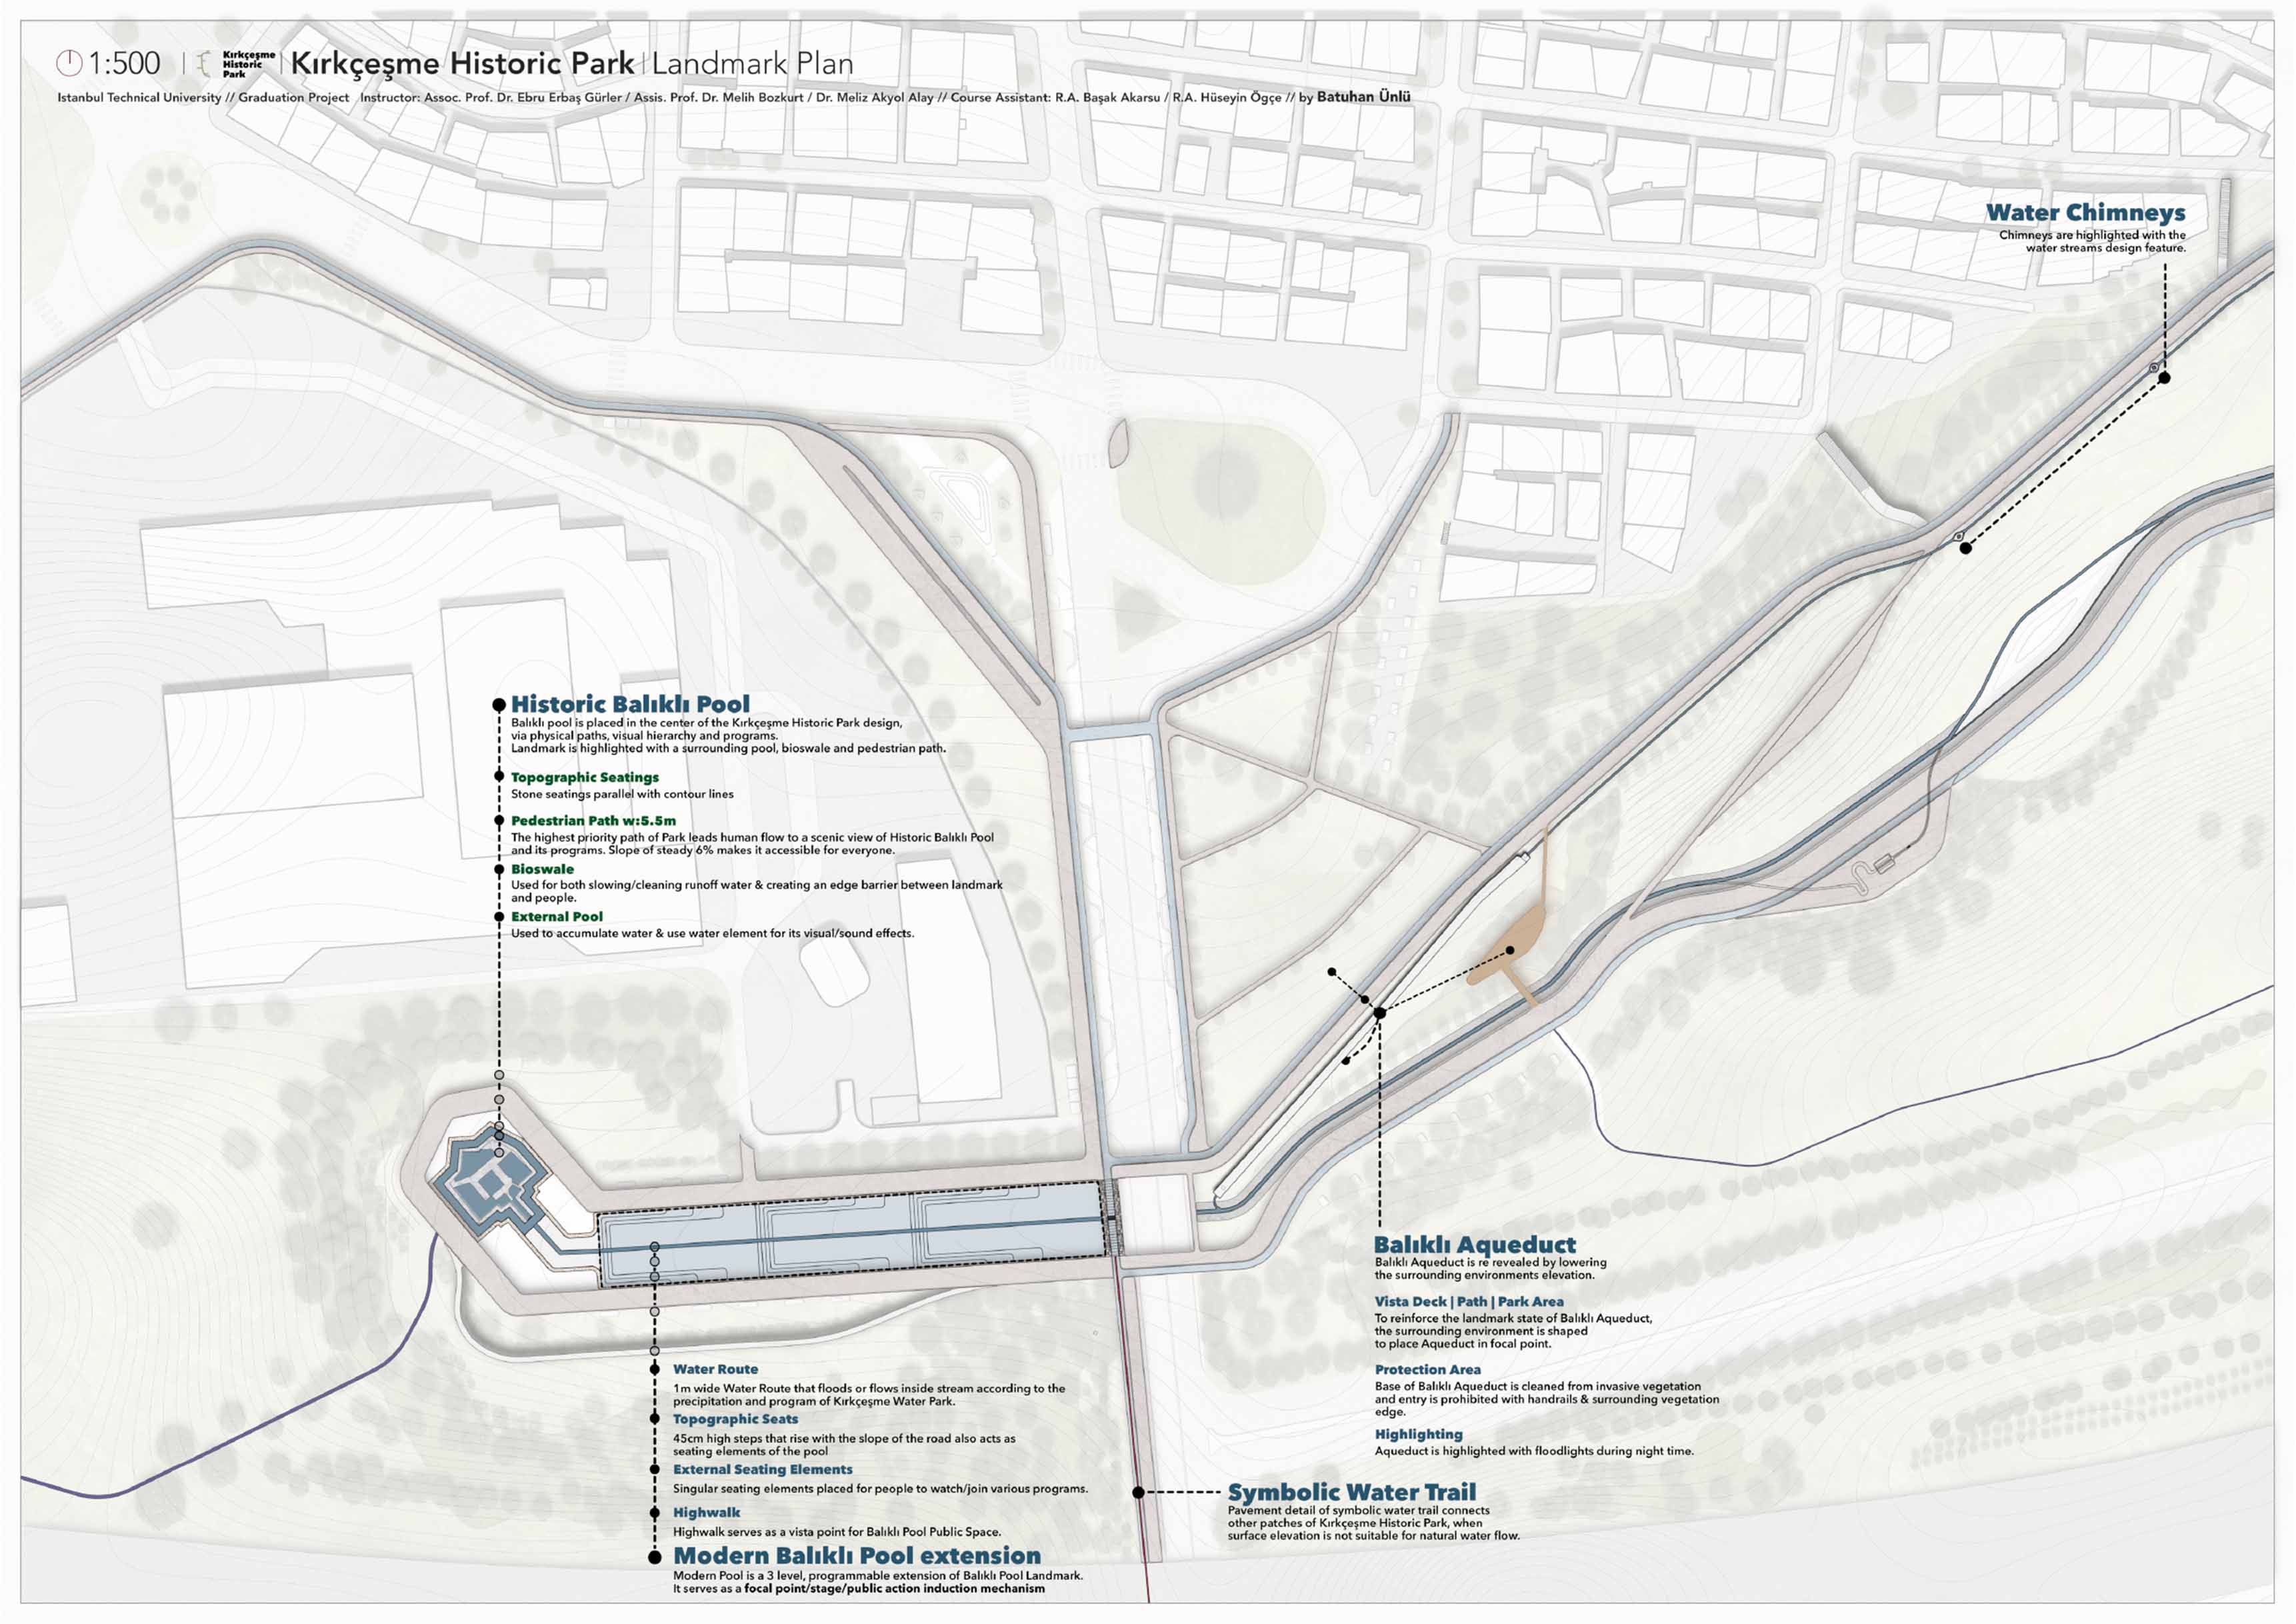 1:500 | Kırkçeşme Historic Park | Kırkçeşme Historic Park | Landmark Plan
Istanbul Technical University // Graduation Project Instructor: Assoc. Prof. Dr. Ebru Erbaş Gürler / Assis. Prof. Dr. Melih Bozkurt / Dr. Meliz Akyol Alay // Course Assistant: R.A. Başak Akarsu / R.A. Hüseyin Ögçe // by Batuhan Ünlü
Water Chimneys
Chimneys are highlighted with the
water streams design feature.
Historic Balıklı Pool
Balıklı pool is placed in the center of the Kırkçeşme Historic Park design,
via physical paths, visual hierarchy and programs.
Landmark is highlighted with a surrounding pool, bioswale and pedestrian path.
Topographic Seatings
Stone seatings parallel with contour lines
Pedestrian Path w:5.5m
The highest priority path of Park leads human flow to a scenic view of Historic Balıklı Pool
and its programs. Slope of steady 6% makes it accessible for everyone.
Bioswale
Used for both slowing/cleaning runoff water & creating an edge barrier between landmark
and people.
External Pool
Used to accumulate water & use water element for its visual/sound effects.
Balıklı Aqueduct
Balıklı Aqueduct is re revealed by lowering
the surrounding environments elevation.
Vista Deck | Path | Park Area
To reinforce the landmark state of Balıklı Aqueduct,
the surrounding environment is shaped
to place Aqueduct in focal point.
Protection Area
Base of Balıklı Aqueduct is cleaned from invasive vegetation
and entry is prohibited with handrails & surrounding vegetation
edge.
Highlighting
Aqueduct is highlighted with floodlights during night time.
Water Route
1m wide Water Route that floods or flows inside stream according to the
precipitation and program of Kırkçeşme Water Park.
Topographic Seats
45cm high steps that rise with the slope of the road also acts as
seating elements of the pool
External Seating Elements
Singular seating elements placed for people to watch/join various programs.
Highwalk
Highwalk serves as a vista point for Balıklı Pool Public Space.
Modern Balıklı Pool extension
Modern Pool is a 3 level, programmable extension of Balıklı Pool Landmark.
It serves as a focal point/stage/public action induction mechanism
Symbolic Water Trail
Pavement detail of symbolic water trail connects
other patches of Kırkçeşme Historic Park, when
surface elevation is not suitable for natural water flow.